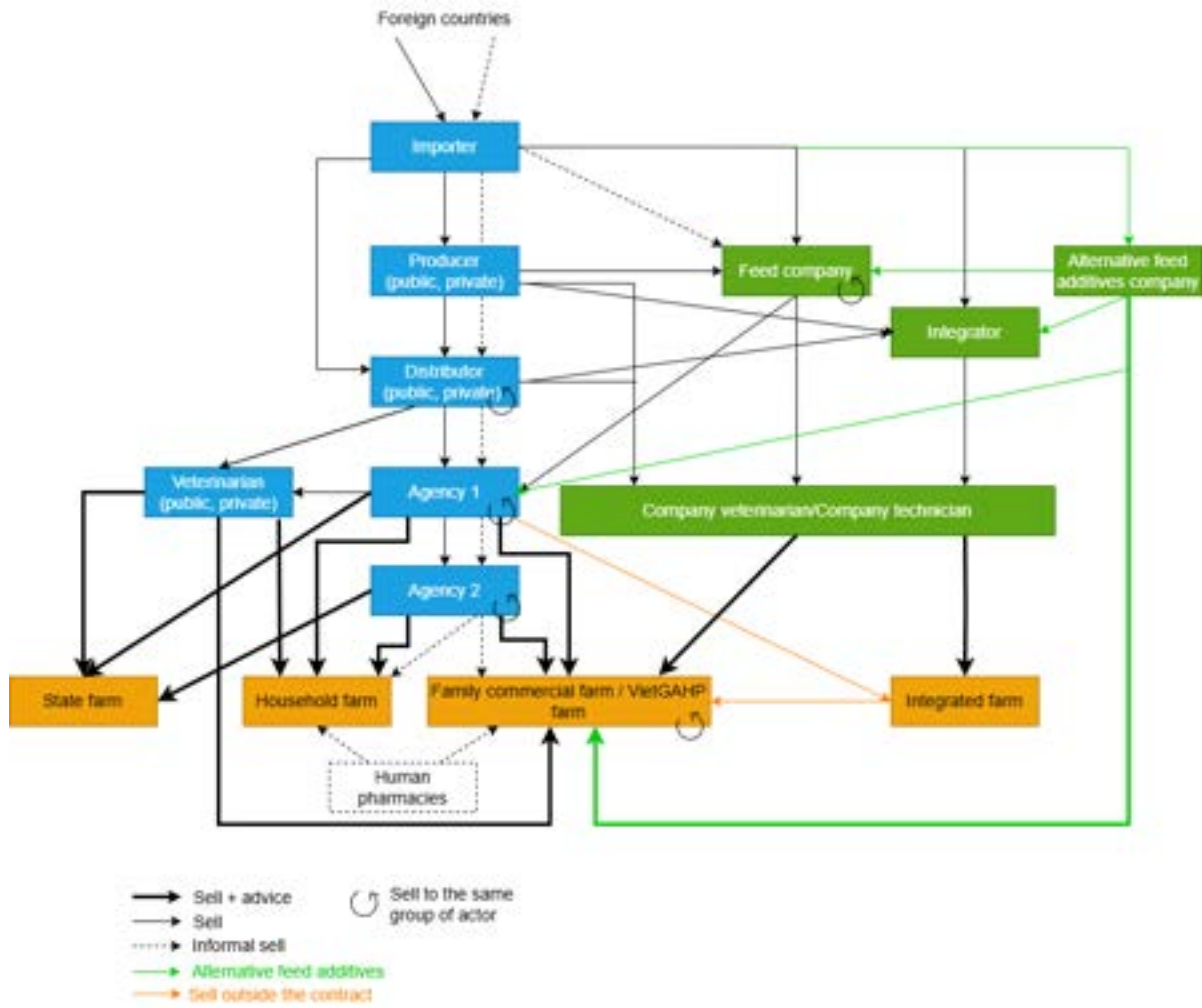 Foreign countries
Importer
Producer
(public, private)
Feed company
Alternative feed
additives company
Integrator
Distributor
(public, private)
Veterinarian
(public, private)
Agency 1
Company veterinarian/Company technician
Agency 2
State farm
Household farm
Family commercial farm / VietGAHP
farm
Integrated farm
Human
pharmacies
Sell + advice
Sell to the same
group of actor
Sell
Informal sell
Alternative feed additives
Sell outside the contract